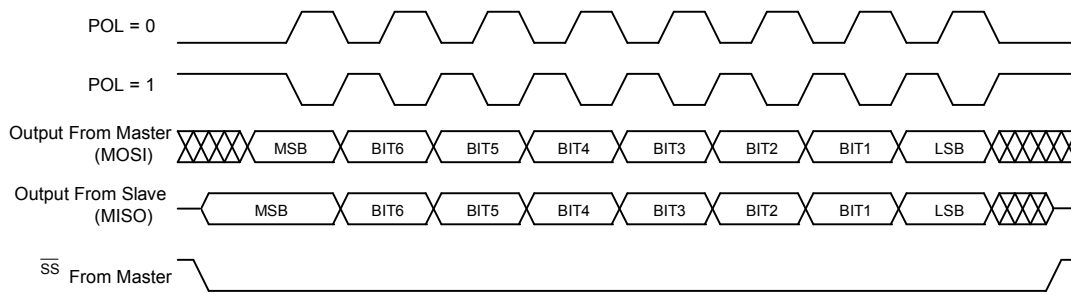 POL = 0
POL = 1
Output From Master
(MOSI)
MSB BIT6 BIT5 BIT4 BIT3 BIT2 BIT1 LSB
Output From Slave
(MISO)
MSB BIT6 BIT5 BIT4 BIT3 BIT2 BIT1 LSB
SS From Master